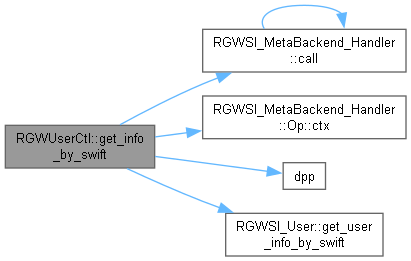 RGWUserCtl::get_info
_by_swift
RGWSI_MetaBackend_Handler
::call
RGWSI_MetaBackend_Handler
::Op::ctx
dpp
RGWSI_User::get_user
_info_by_swift